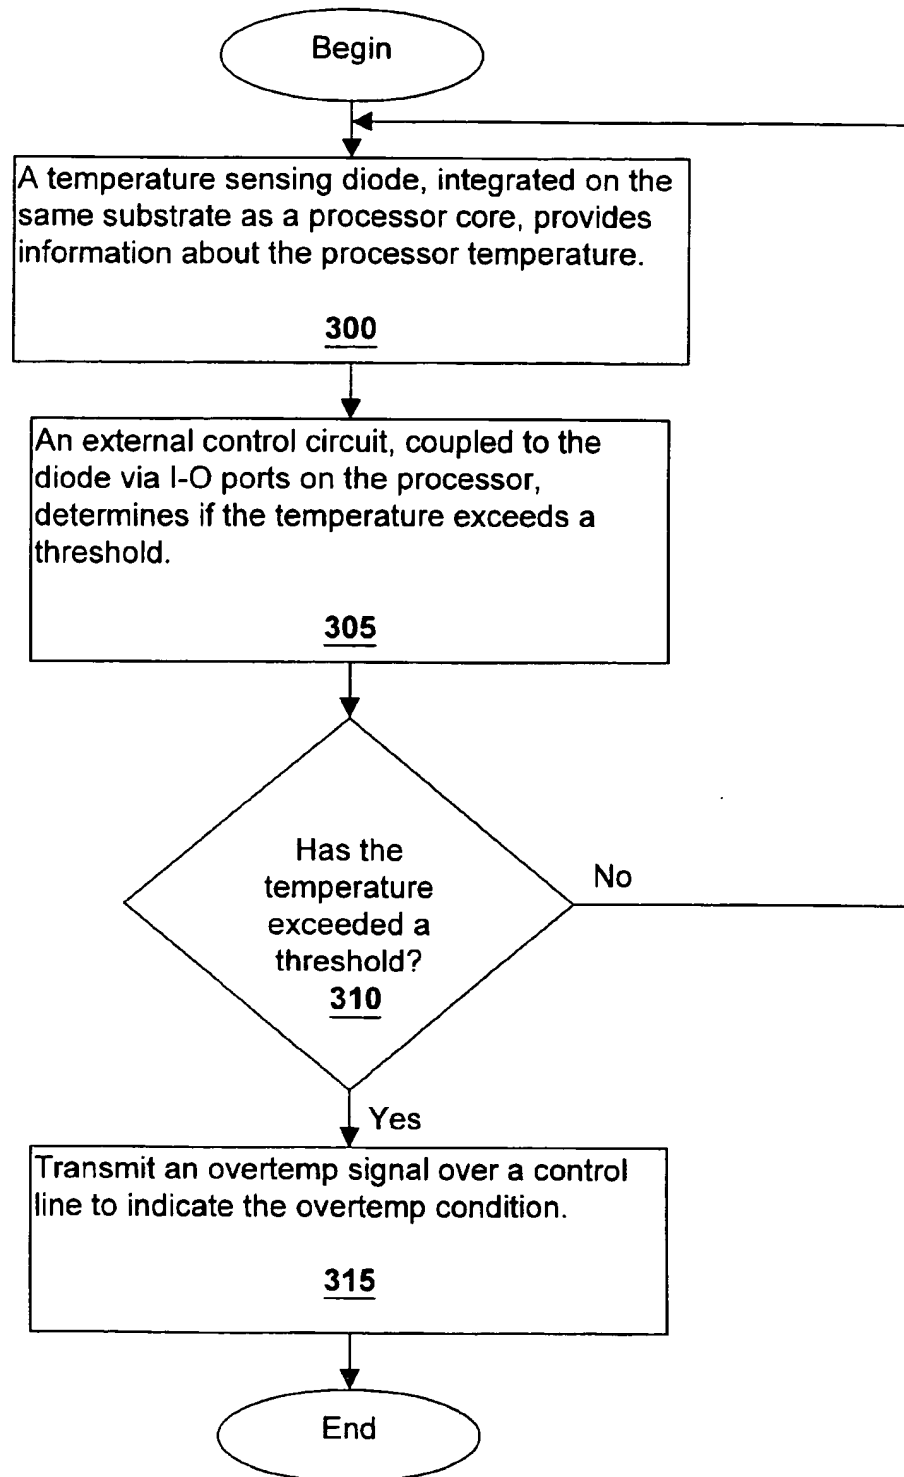 Begin
A temperature sensing diode, integrated on the
same substrate as a processor core, provides
information about the processor temperature.
300
An external control circuit, coupled to the
diode via I-O ports on the processor,
determines if the temperature exceeds a
threshold.
305
Has the
temperature
exceeded a
threshold?
310
No
Yes
Transmit an overtemp signal over a control
line to indicate the overtemp condition.
315
End